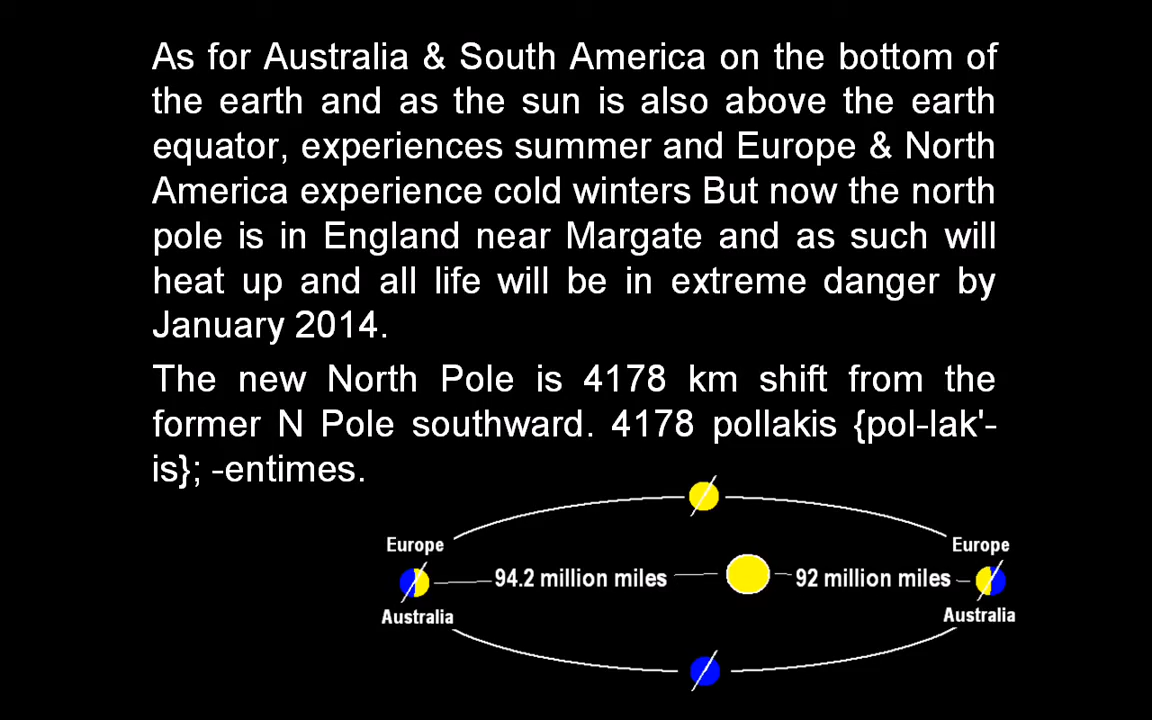 As for Australia & South America on the bottom of
the earth and as the sun is also above the earth
equator, experiences summer and Europe & North
America experience cold winters But now the north
pole is in England near Margate and as such will
heat up and all life will be in extreme danger by
January 2014.
The new North Pole is 4178 km shift from the
former N Pole southward. 4178 pollakis {pol-lak'-
is}; -entimes.
Europe
Europe
94.2 million miles
92 million miles
Australia
Australia